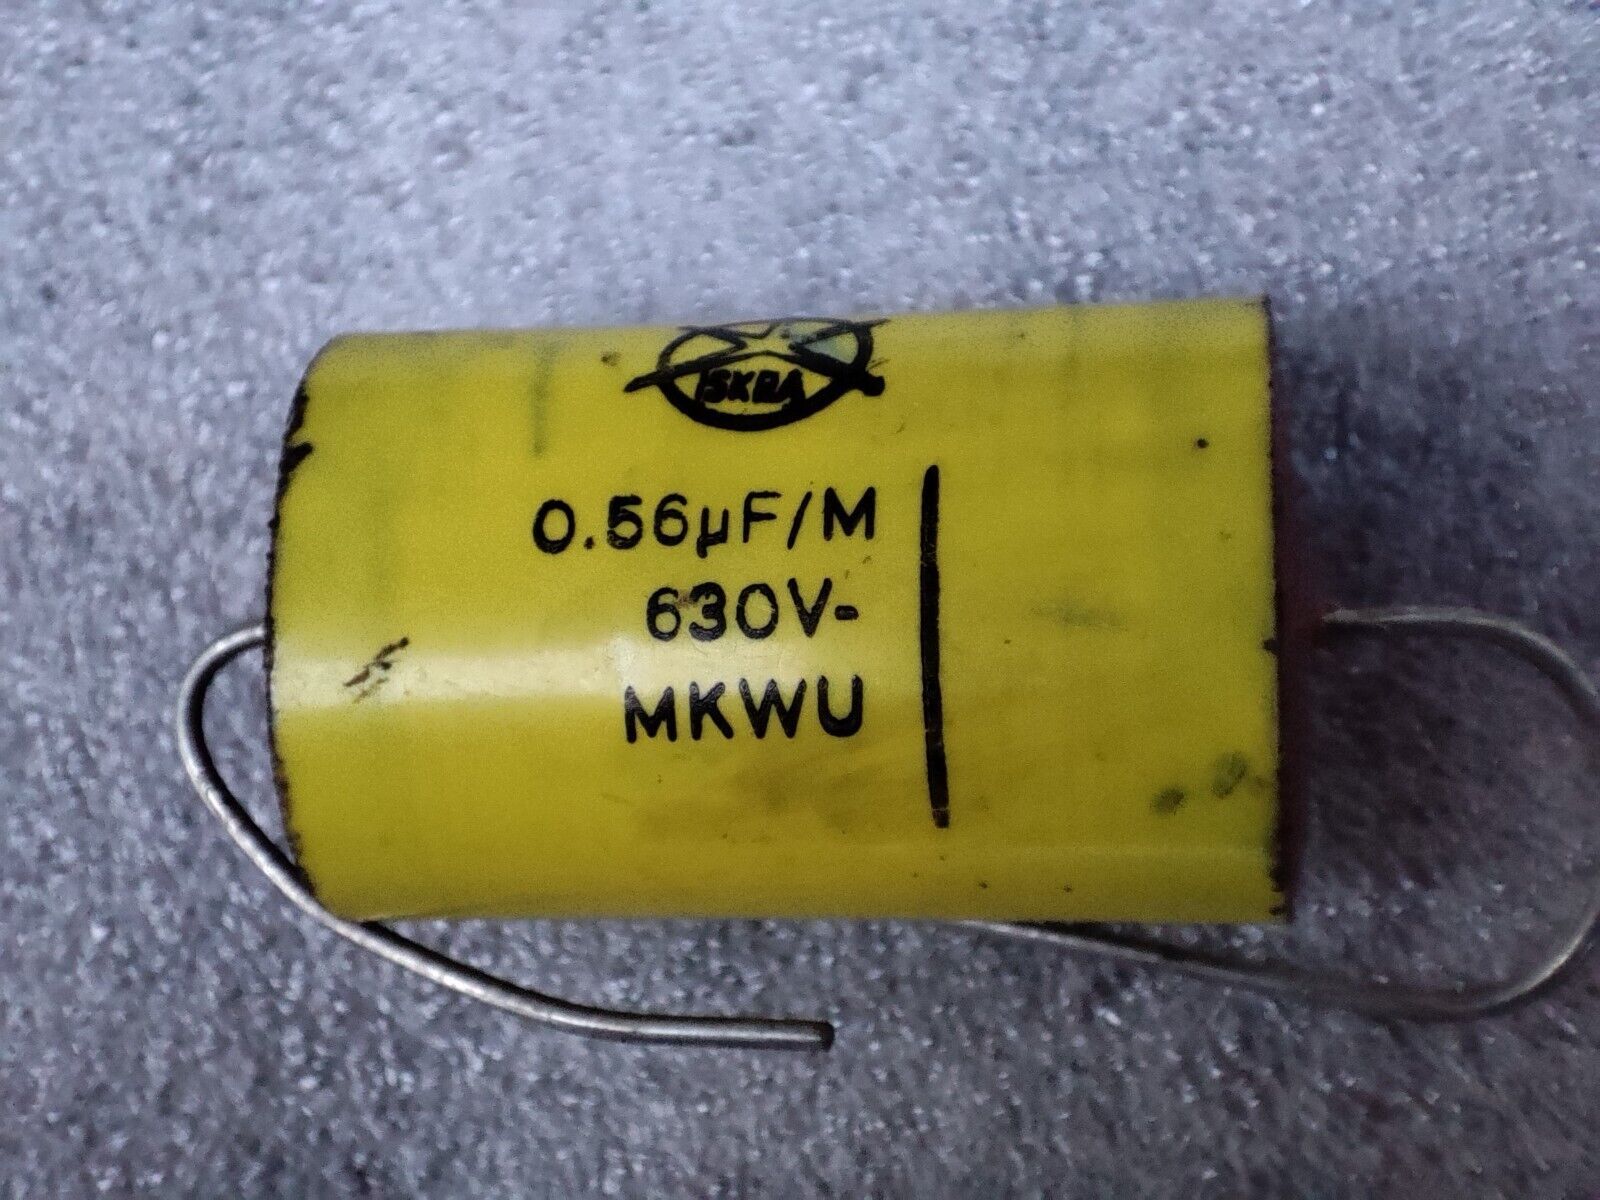 ISKRA
0.56µF/M
630V-
MKWU